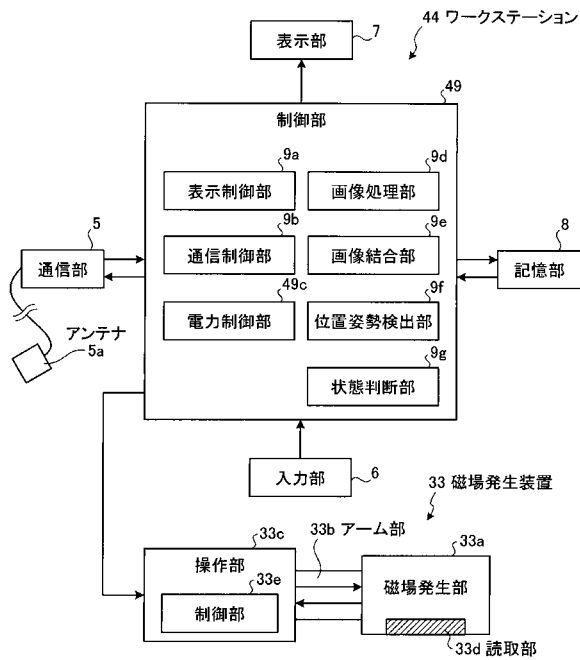 表示部
7
44 ワークステーション
49
制御部
9a
表示制御部
9d
画像処理部
9b
通信制御部
9e
画像結合部
49c
電力制御部
9f
位置姿勢検出部
9g
状態判断部
5
通信部
アンテナ
5a
8
記憶部
入力部
6
33 磁場発生装置
33c
操作部
33e
制御部
33b アーム部
33a
磁場発生部
33d 読取部